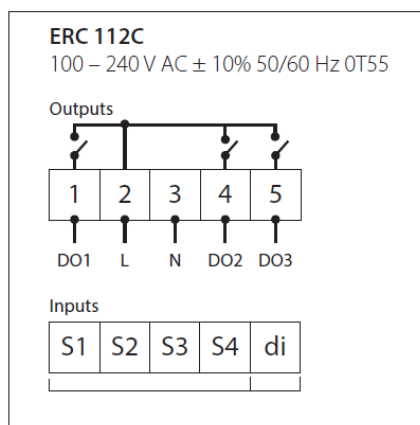 ERC 112C
100 – 240 V AC ± 10% 50/60 Hz 0T55
Outputs
1 2 3 4 5
DO1 L N DO2 DO3
Inputs
S1 S2 S3 S4 di